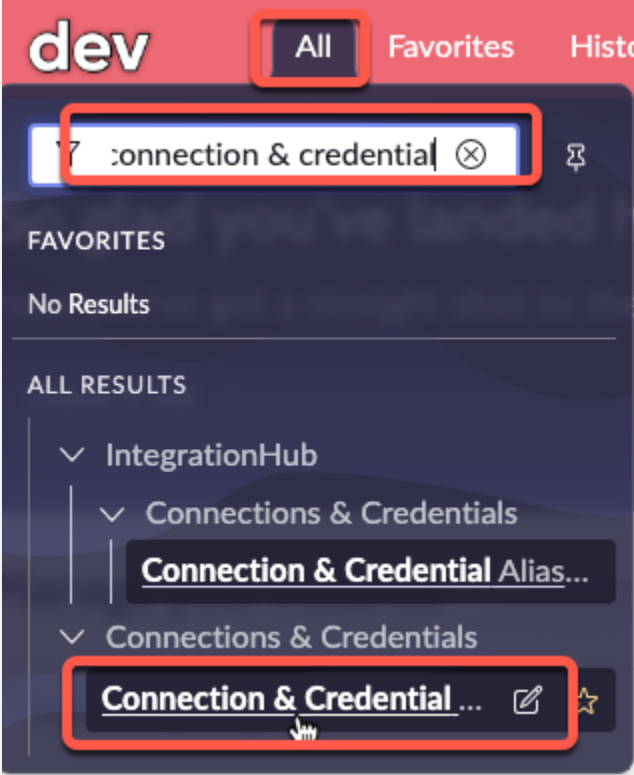 dev All Favorites Histo
connection & credential
FAVORITES
No Results
ALL RESULTS
IntegrationHub
Connections & Credentials
Connection & Credential Alias...
Connections & Credentials
Connection & Credential ...